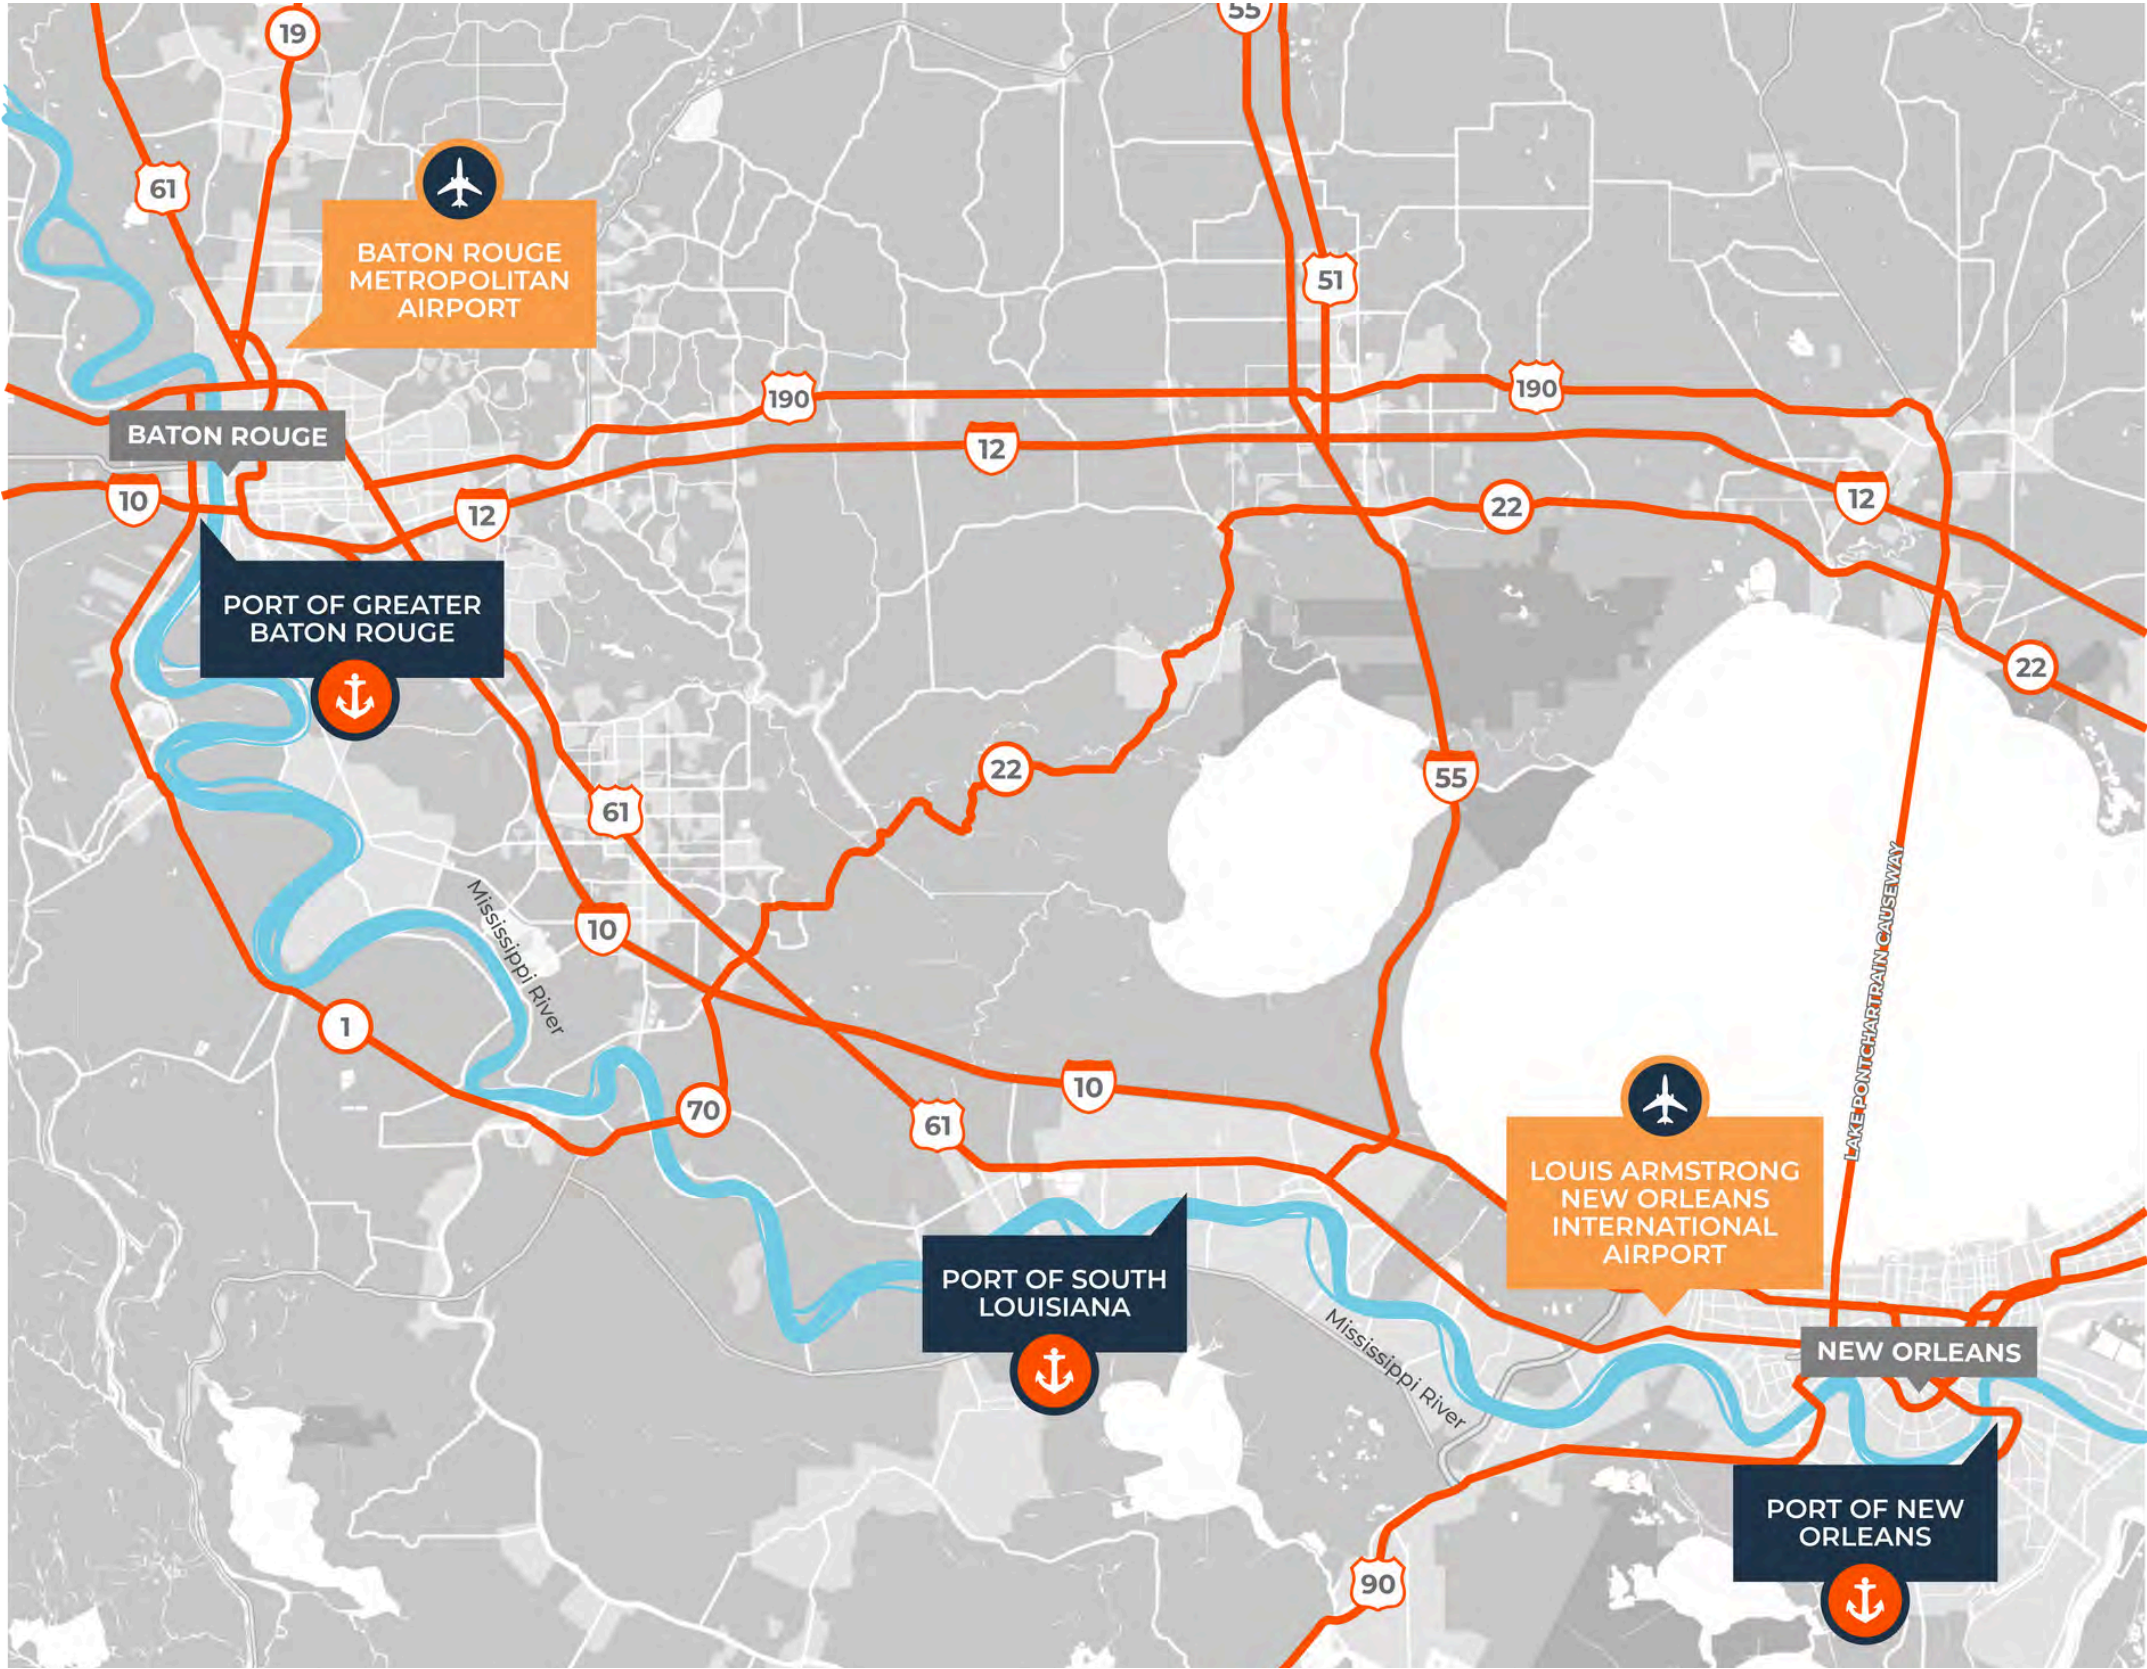 55
19
61
BATON ROUGE
METROPOLITAN
AIRPORT
51
190
190
BATON ROUGE
12
10
12
12
22
PORT OF GREATER
BATON ROUGE
22
22
55
61
LAKE PONTCHARTRAIN CAUSEWAY
Mississippi River
10
1
10
70
61
LOUIS ARMSTRONG
NEW ORLEANS
INTERNATIONAL
AIRPORT
PORT OF SOUTH
LOUISIANA
Mississippi River
NEW ORLEANS
PORT OF NEW
ORLEANS
90